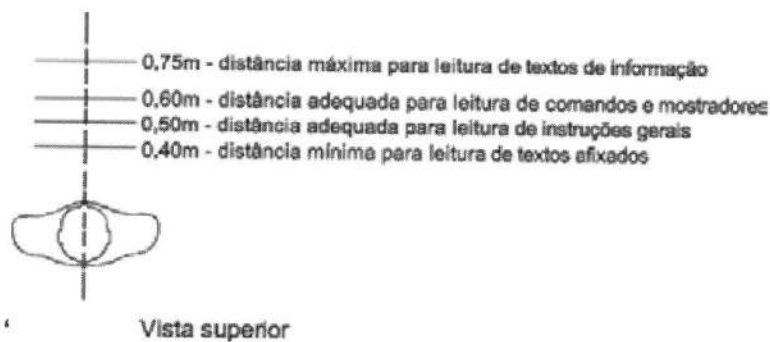 0,75m - distância máxima para leitura de textos de informação
0,60m - distância adequada para leitura de comandos e mostradores
0,50m - distância adequada para leitura de instruções gerais
0,40m - distância mínima para leitura de textos afixados
Vista superior